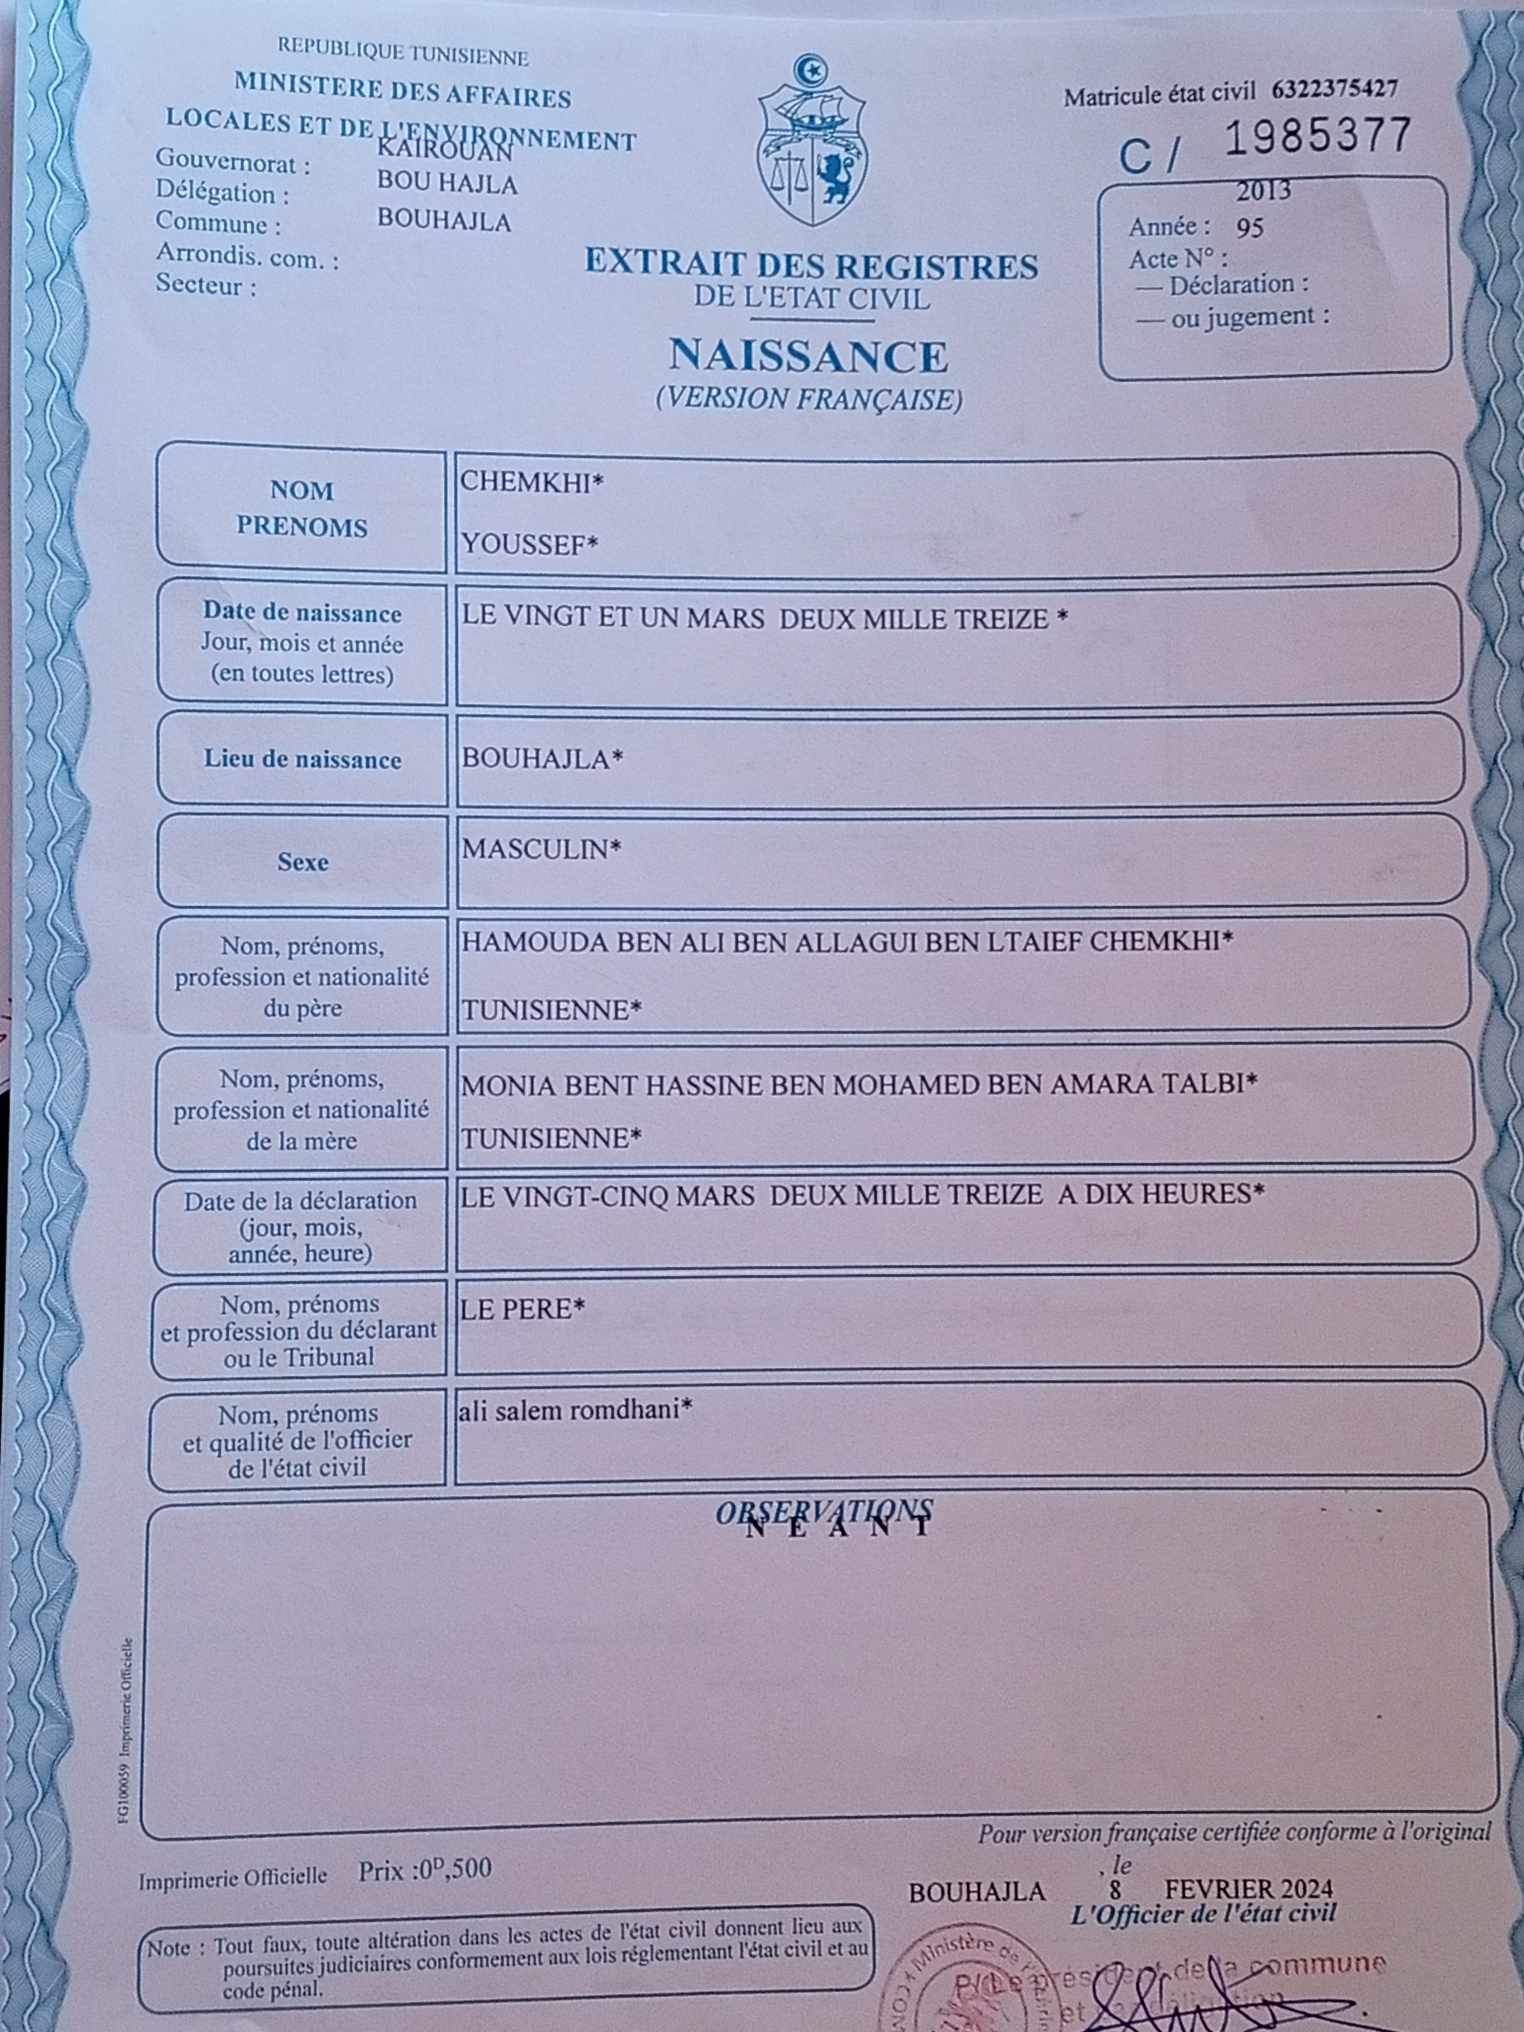 REPUBLIQUE TUNISIENNE
MINISTERE DES AFFAIRES
LOCALES ET DE L'ENVIRONNEMENT
Gouvernorat : KAIROUAN
Délégation : BOU HAJLA
Commune : BOUHAJLA
Arrondis. com. :
Secteur :
Matricule état civil 6322375427
C/ 1985377
2013
Année : 95
Acte N° :
— Déclaration :
— ou jugement :
EXTRAIT DES REGISTRES
DE L'ETAT CIVIL
NAISSANCE
(VERSION FRANÇAISE)
NOM
PRENOMS
CHEMKHI*
YOUSSEF*
Date de naissance
Jour, mois et année
(en toutes lettres)
LE VINGT ET UN MARS DEUX MILLE TREIZE *
Lieu de naissance
BOUHAJLA*
Sexe
MASCULIN*
Nom, prénoms,
profession et nationalité
du père
HAMOUDA BEN ALI BEN ALLAGUI BEN LTAIEF CHEMKHI*
TUNISIENNE*
Nom, prénoms,
profession et nationalité
de la mère
MONIA BENT HASSINE BEN MOHAMED BEN AMARA TALBI*
TUNISIENNE*
Date de la déclaration
(jour, mois,
année, heure)
LE VINGT-CINQ MARS DEUX MILLE TREIZE A DIX HEURES*
Nom, prénoms
et profession du déclarant
ou le Tribunal
LE PERE*
Nom, prénoms
et qualité de l'officier
de l'état civil
ali salem romdhani*
OBSERVATIONS
N E A N T
FG100059 Imprimerie Officielle
Pour version française certifiée conforme à l'original
Imprimerie Officielle Prix :0ᴰ,500
, le
BOUHAJLA 8 FEVRIER 2024
L'Officier de l'état civil
Note : Tout faux, toute altération dans les actes de l'état civil donnent lieu aux
poursuites judiciaires conformement aux lois réglementant l'état civil et au
code pénal.
Ministère de
P/Le président de la commune
et